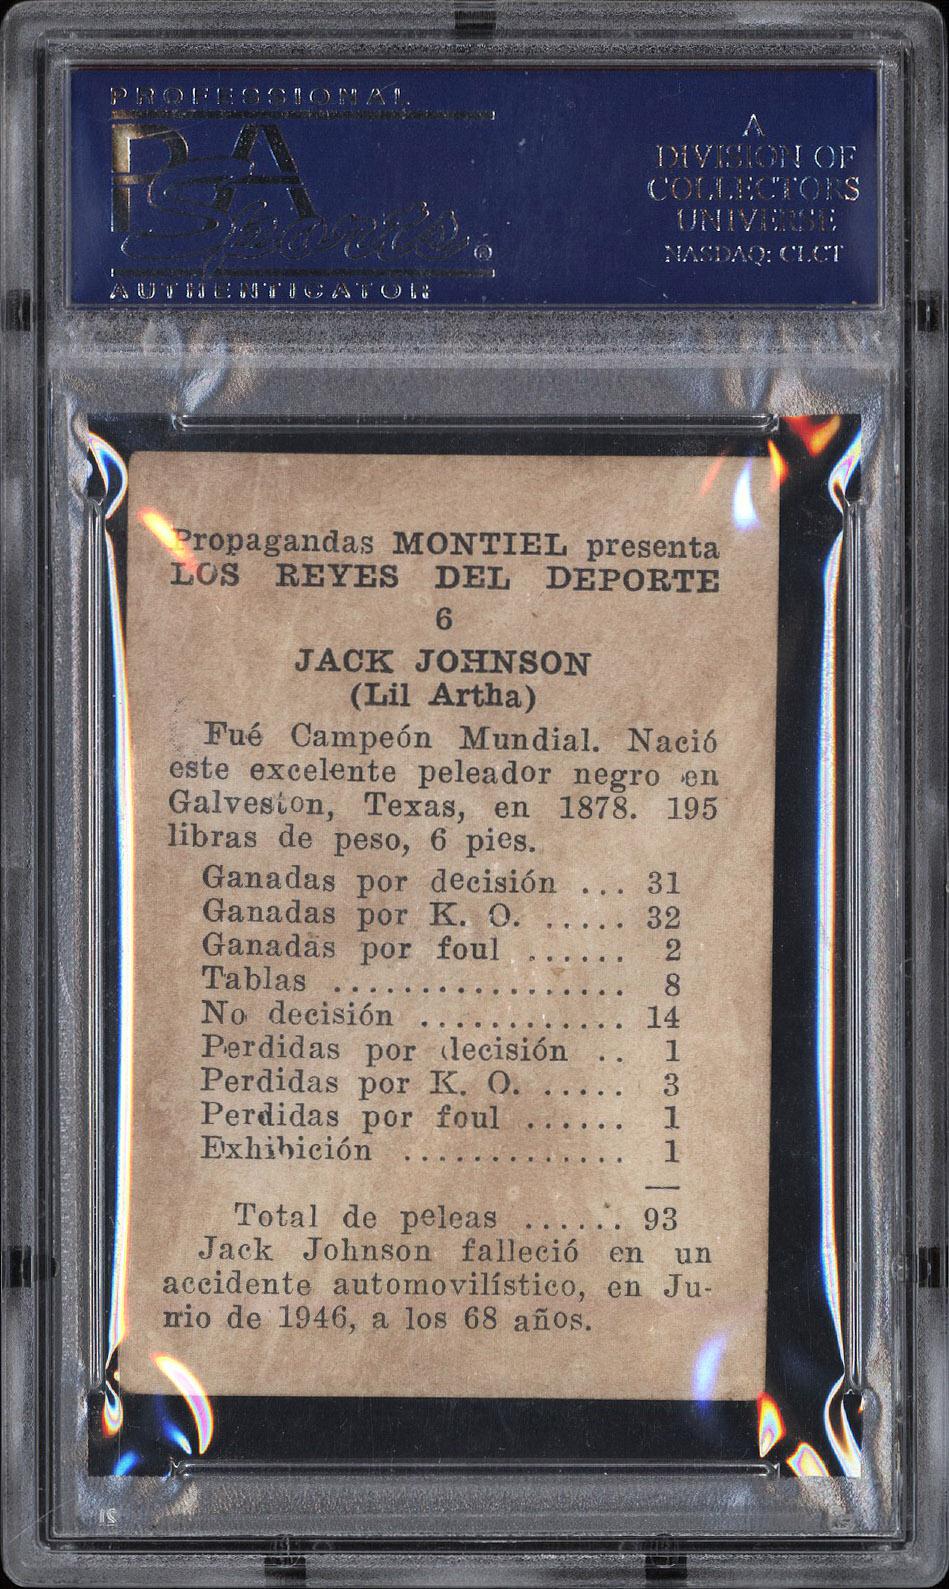 PROFESSIONAL
PSA
Sports
®
AUTHENTICATOR
A
DIVISION OF
COLLECTORS
UNIVERSE
NASDAQ: CLCT
Propagandas MONTIEL presenta
LOS REYES DEL DEPORTE
6
JACK JOHNSON
(Lil Artha)
Fué Campeón Mundial. Nació
este excelente peleador negro en
Galveston, Texas, en 1878. 195
libras de peso, 6 pies.
Ganadas por decisión ... 31
Ganadas por K. O. ..... 32
Ganadas por foul ...... 2
Tablas ................. 8
No decisión ............ 14
Perdidas por decisión .. 1
Perdidas por K. O. ..... 3
Perdidas por foul ...... 1
Exhibición ............. 1
Total de peleas ...... 93
Jack Johnson falleció en un
accidente automovilístico, en Ju-
nio de 1946, a los 68 años.